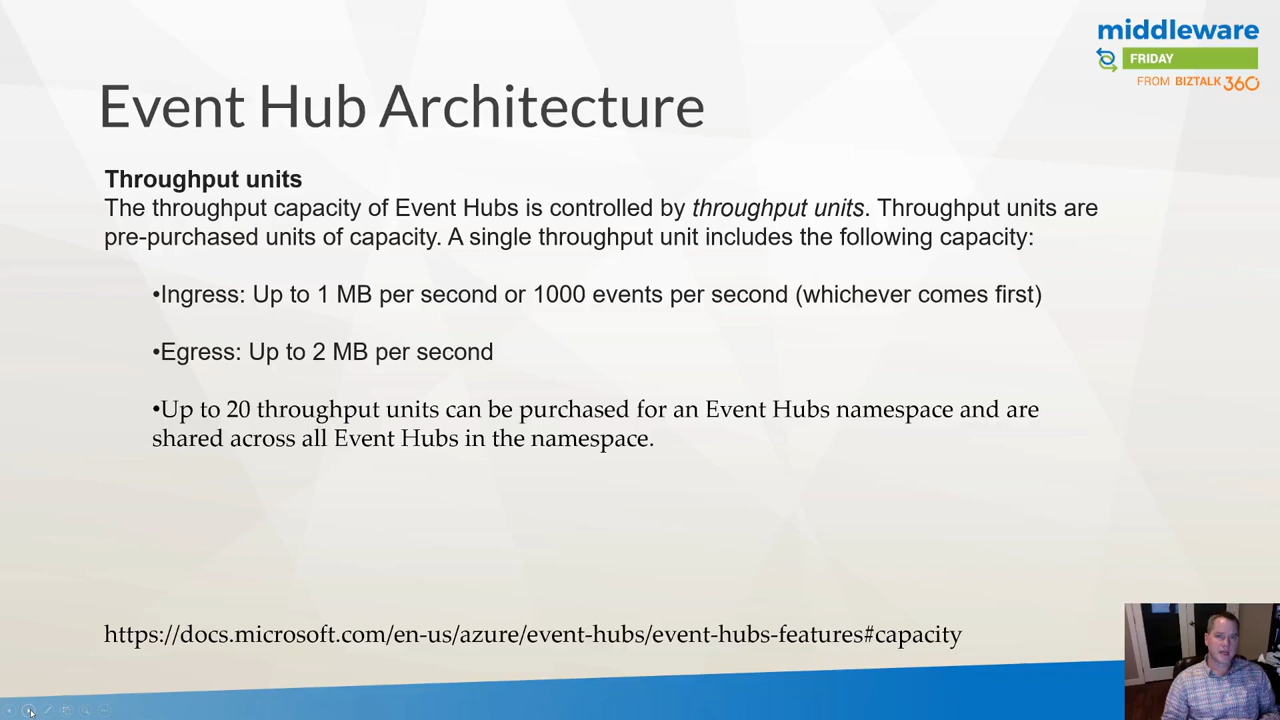 middleware
FRIDAY
FROM BIZTALK360
Event Hub Architecture
Throughput units
The throughput capacity of Event Hubs is controlled by throughput units. Throughput units are
pre-purchased units of capacity. A single throughput unit includes the following capacity:
•Ingress: Up to 1 MB per second or 1000 events per second (whichever comes first)
•Egress: Up to 2 MB per second
•Up to 20 throughput units can be purchased for an Event Hubs namespace and are
shared across all Event Hubs in the namespace.
https://docs.microsoft.com/en-us/azure/event-hubs/event-hubs-features#capacity